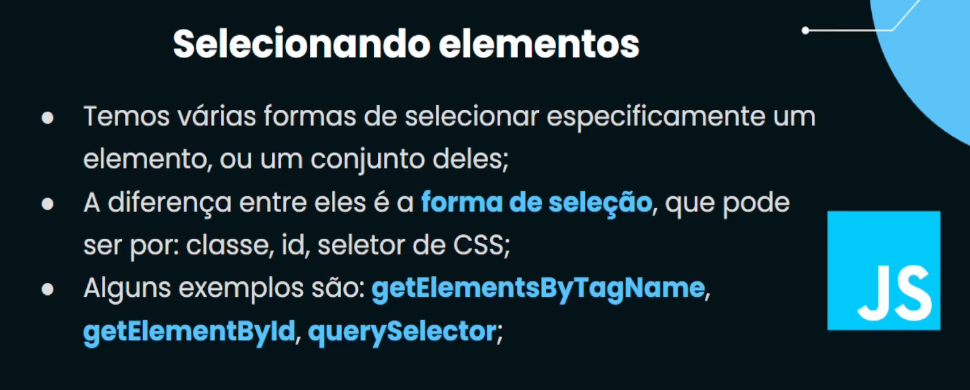 Selecionando elementos
● Temos várias formas de selecionar especificamente um
elemento, ou um conjunto deles;
● A diferença entre eles é a forma de seleção, que pode
ser por: classe, id, seletor de CSS;
● Alguns exemplos são: getElementsByTagName,
getElementById, querySelector;
JS